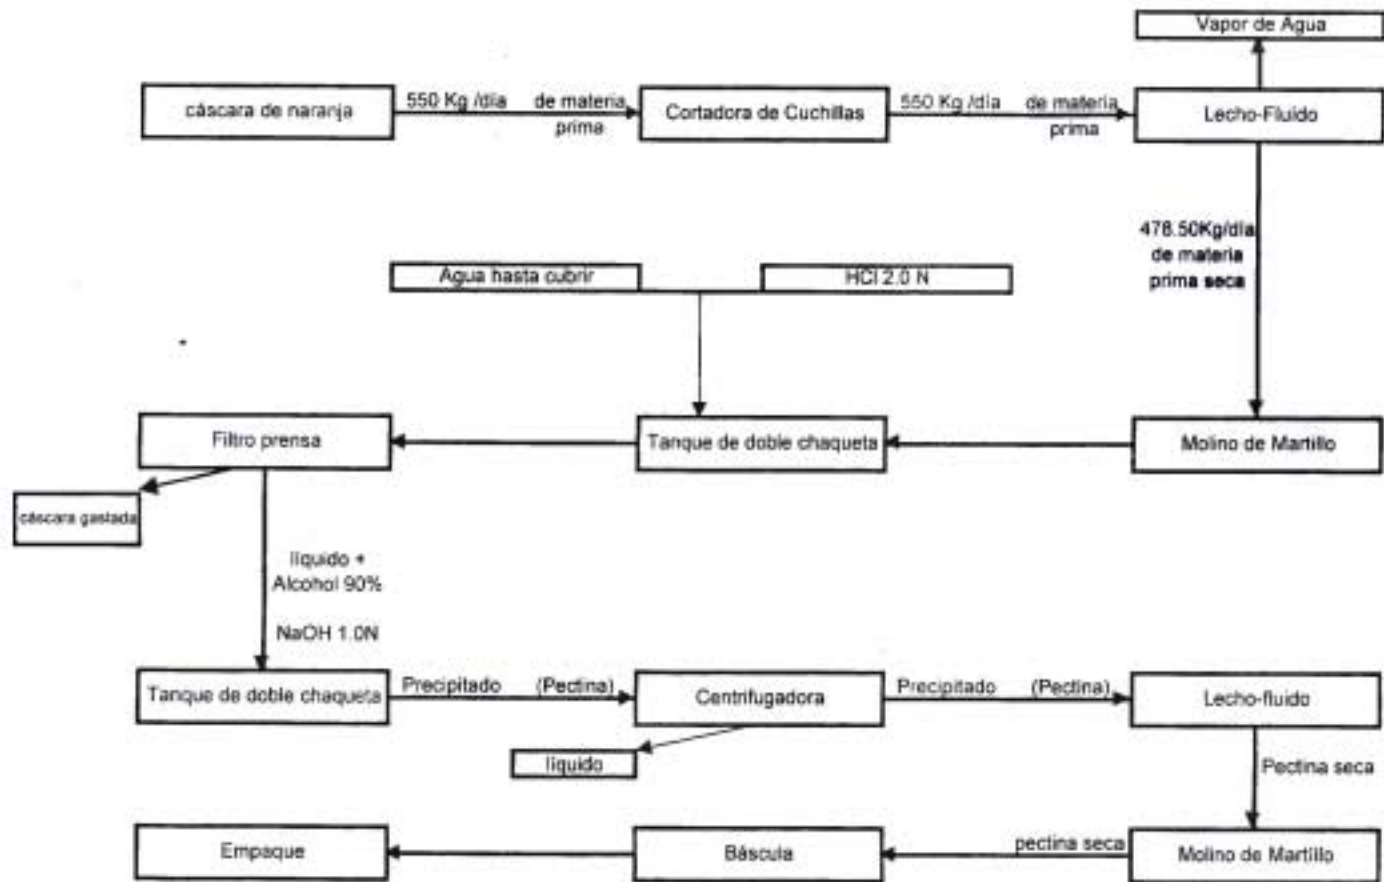 Vapor de Agua
cáscara de naranja
550 Kg /día de materia
prima
Cortadora de Cuchillas
550 Kg /día de materia
prima
Lecho-Fluido
478.50Kg/día
de materia
prima seca
Agua hasta cubrir
HCl 2.0 N
Filtro prensa
Tanque de doble chaqueta
Molino de Martillo
cáscara gastada
líquido +
Alcohol 90%
NaOH 1.0N
Tanque de doble chaqueta
Precipitado (Pectina)
Centrifugadora
Precipitado (Pectina)
Lecho-fluido
líquido
Pectina seca
Empaque
Báscula
pectina seca
Molino de Martillo